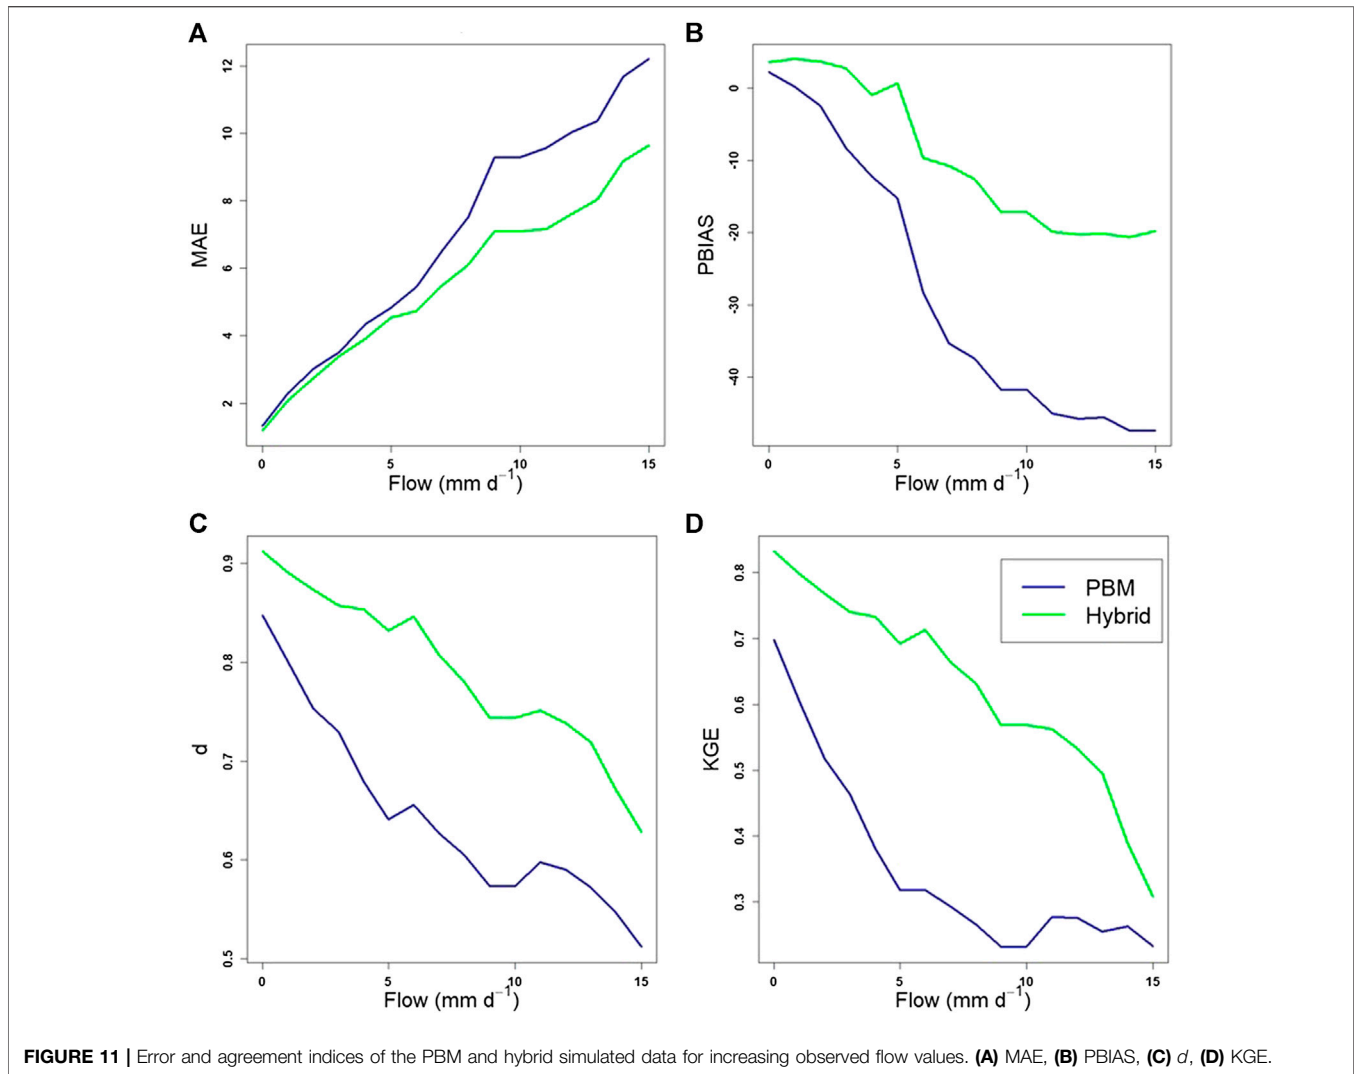 A
MAE
12
10
8
6
4
2
0 5 10 15
Flow (mm d⁻¹)
B
PBIAS
0
-10
-20
-30
-40
0 5 10 15
Flow (mm d⁻¹)
C
d
0.9
0.8
0.7
0.6
0.5
0 5 10 15
Flow (mm d⁻¹)
D
KGE
0.8
0.7
0.6
0.5
0.4
0.3
0 5 10 15
Flow (mm d⁻¹)
PBM
Hybrid
FIGURE 11 | Error and agreement indices of the PBM and hybrid simulated data for increasing observed flow values. (A) MAE, (B) PBIAS, (C) d, (D) KGE.